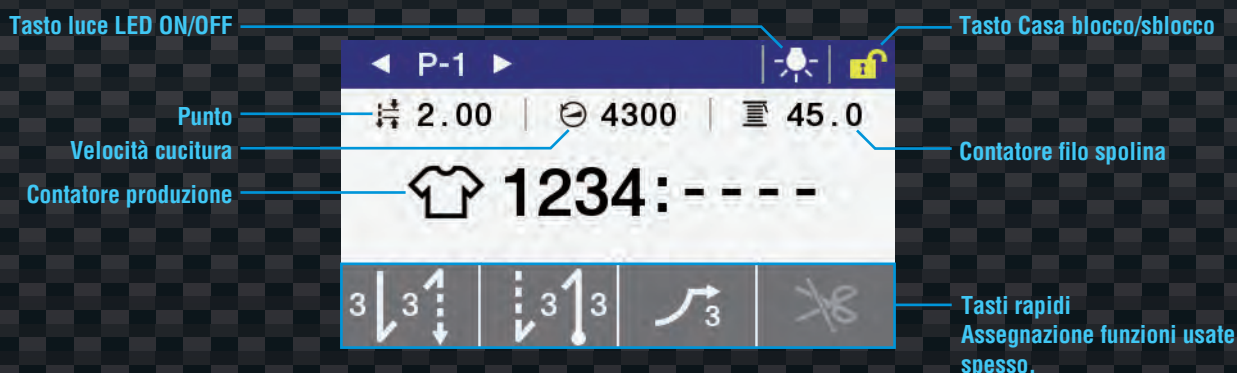 Tasto luce LED ON/OFF
Tasto Casa blocco/sblocco
P-1
Punto
2.00
4300
45.0
Velocità cucitura
Contatore filo spolina
Contatore produzione
1234:----
3 3
3 3
3
Tasti rapidi
Assegnazione funzioni usate
spesso.